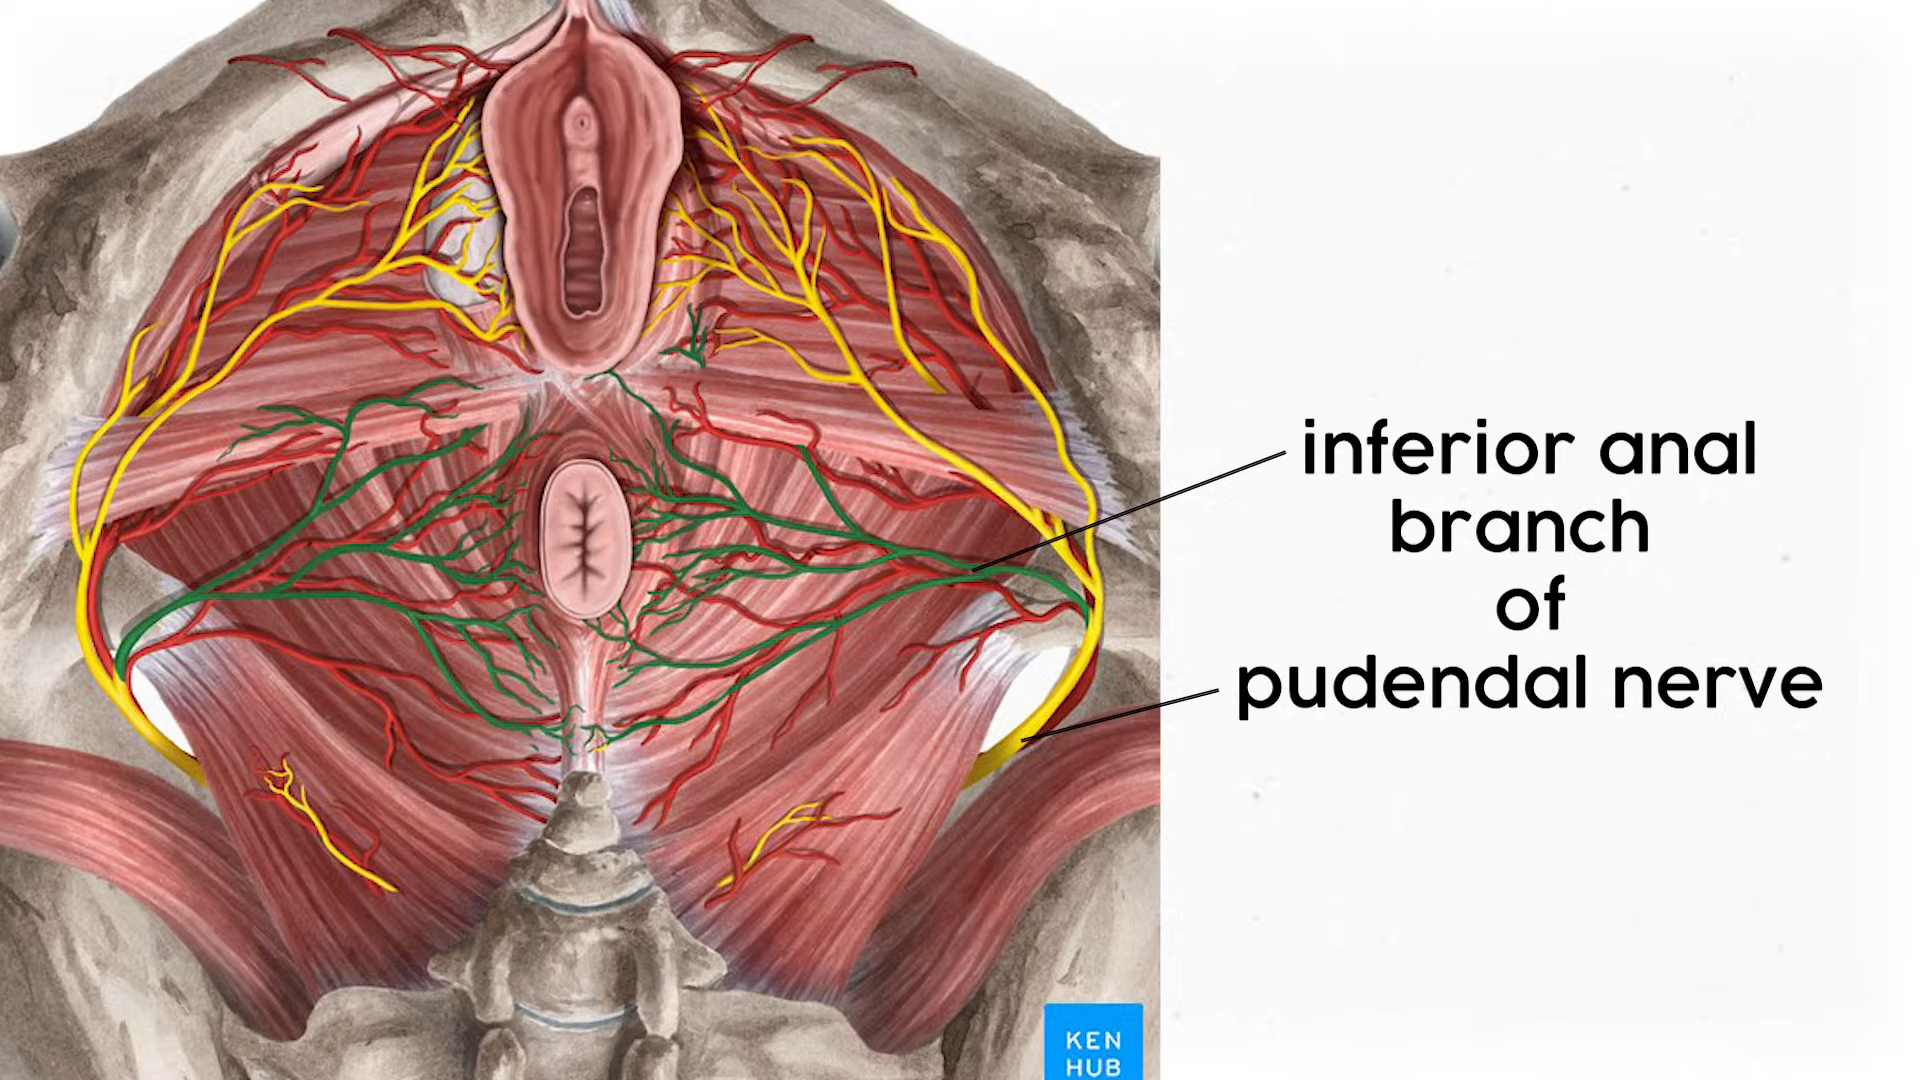 inferior anal
branch
of
pudendal nerve
KEN
HUB